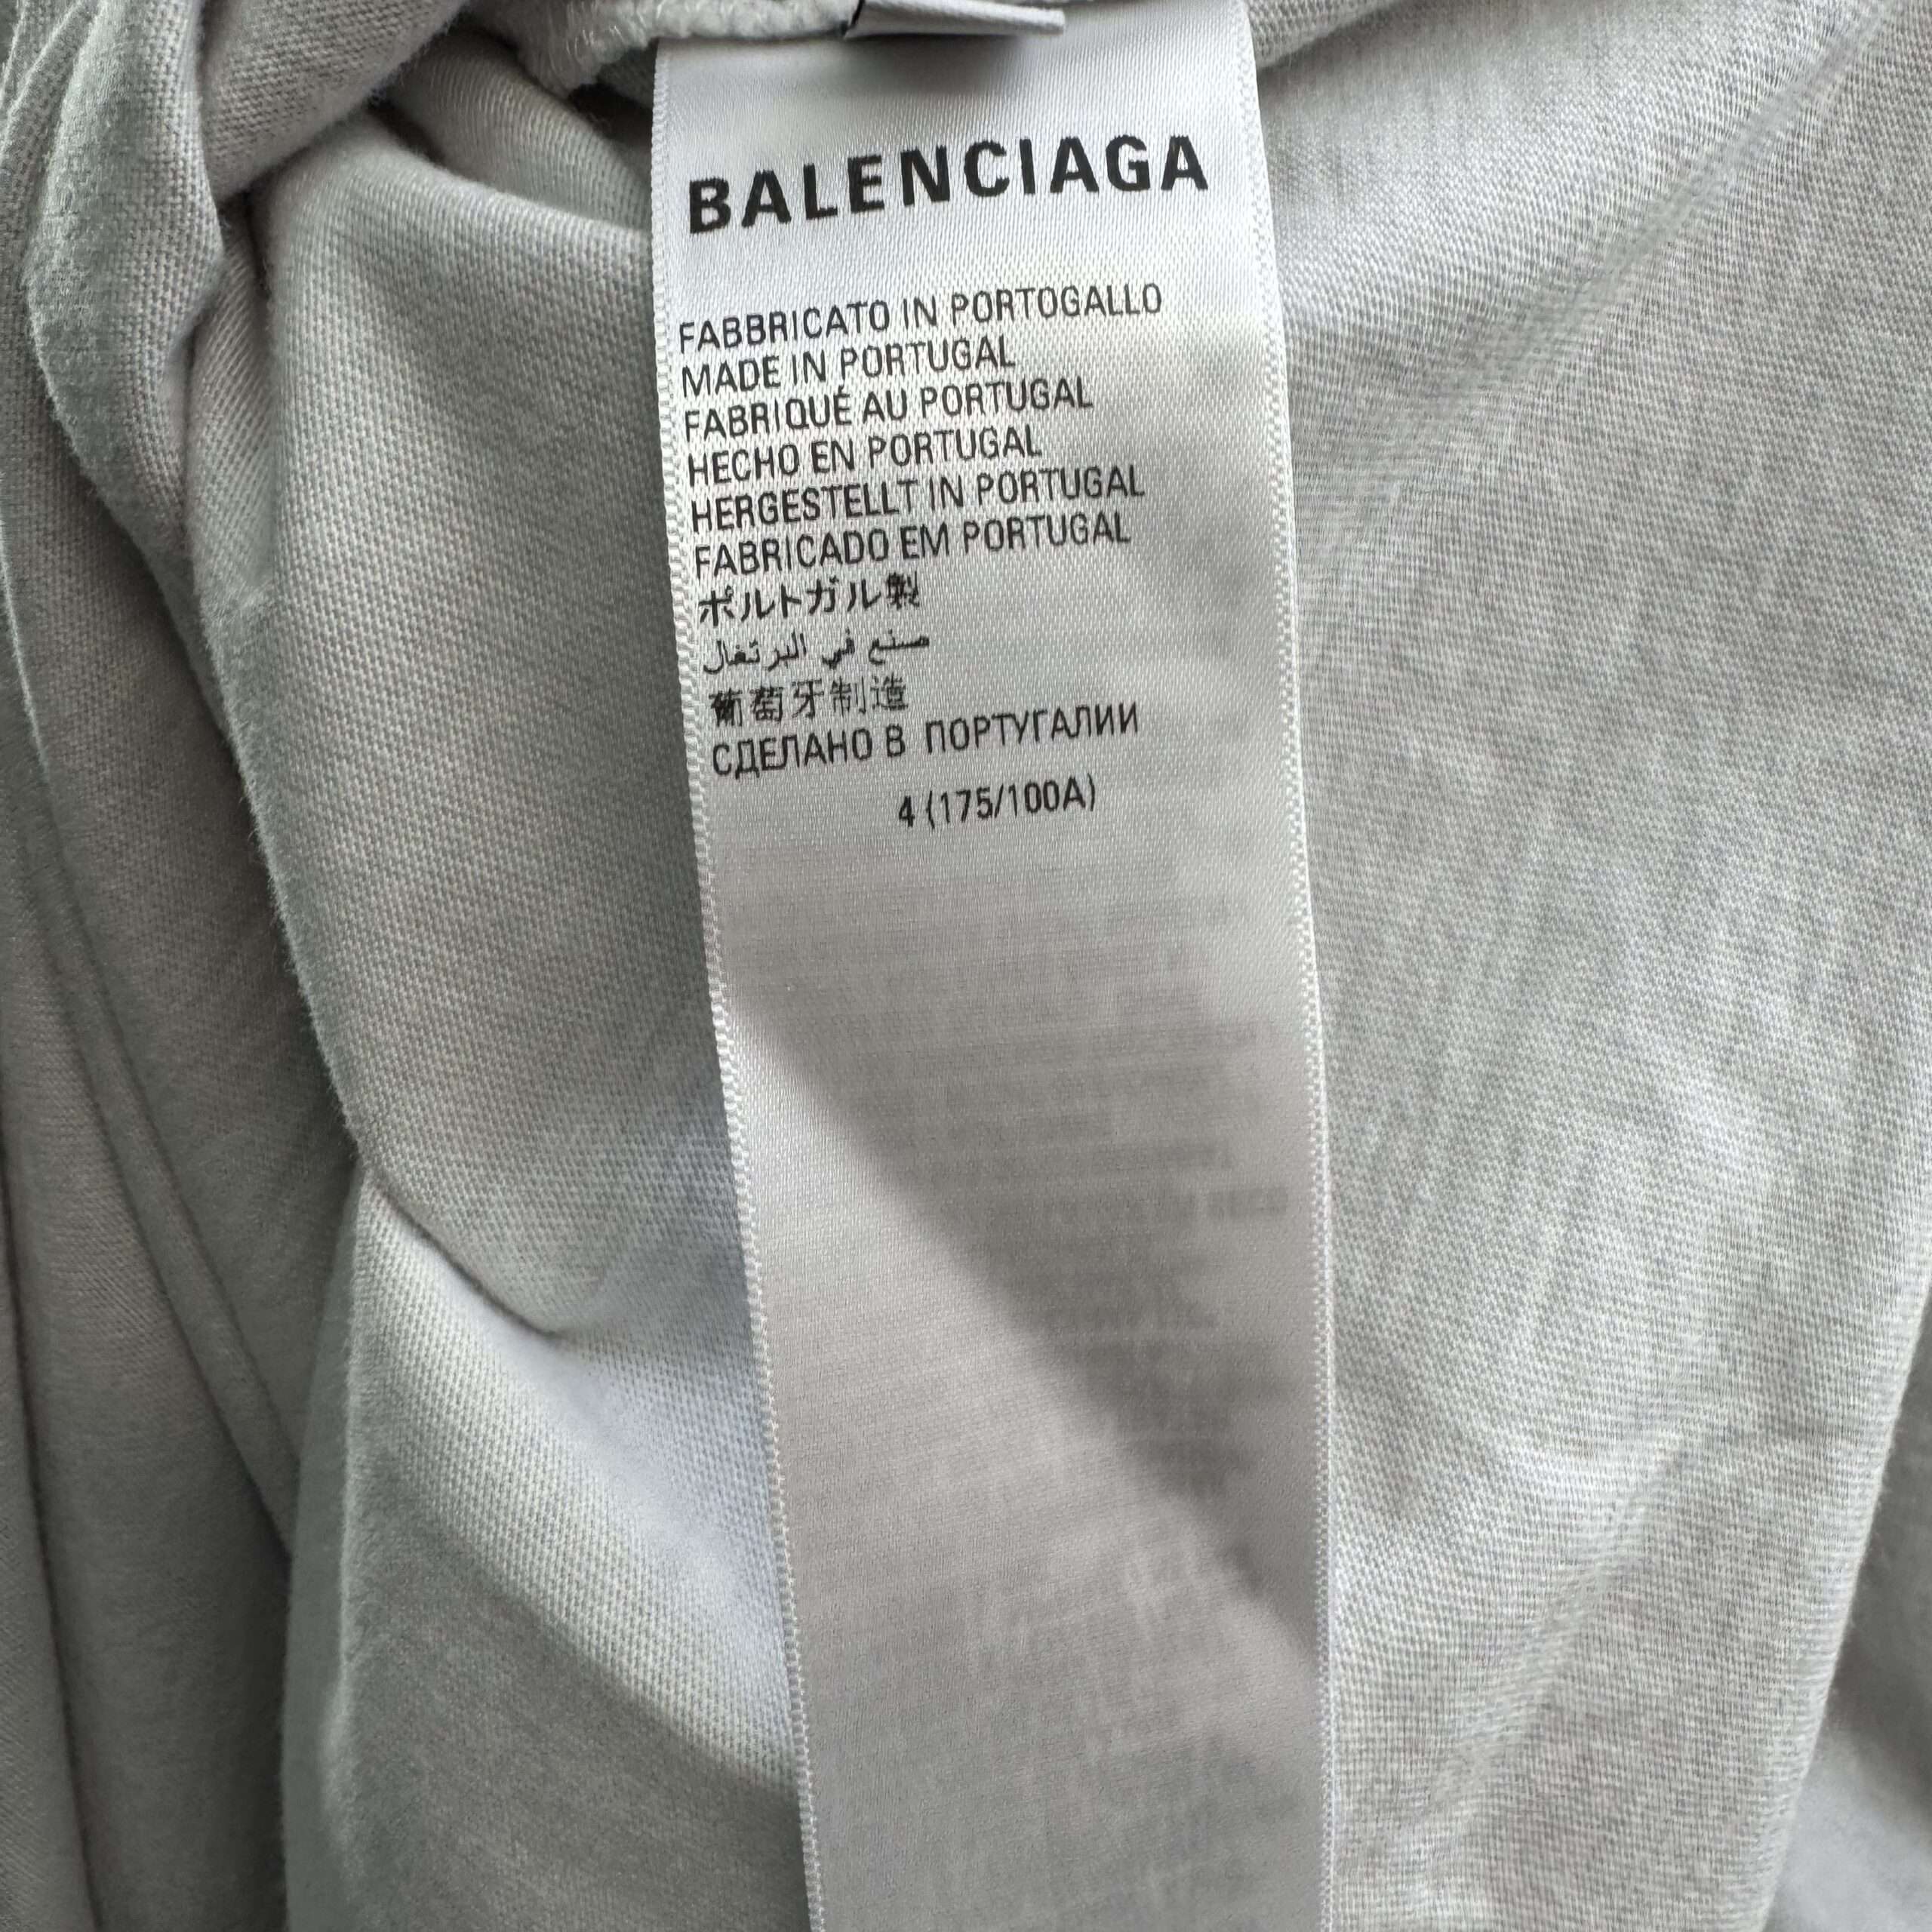 BALENCIAGA
FABBRICATO IN PORTOGALLO
MADE IN PORTUGAL
FABRIQUÉ AU PORTUGAL
HECHO EN PORTUGAL
HERGESTELLT IN PORTUGAL
FABRICADO EM PORTUGAL
ポルトガル製
صنع في البرتغال
葡萄牙制造
СДЕЛАНО В ПОРТУГАЛИИ
4 (175/100A)